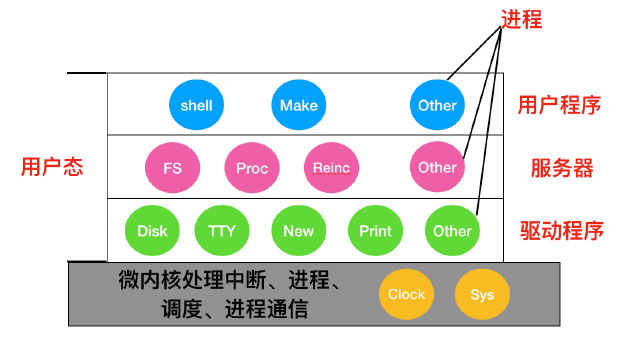 进程
shell
Make
Other
用户程序
用户态
FS
Proc
Reinc
Other
服务器
Disk
TTY
New
Print
Other
驱动程序
微内核处理中断、进程、
调度、进程通信
Clock
Sys